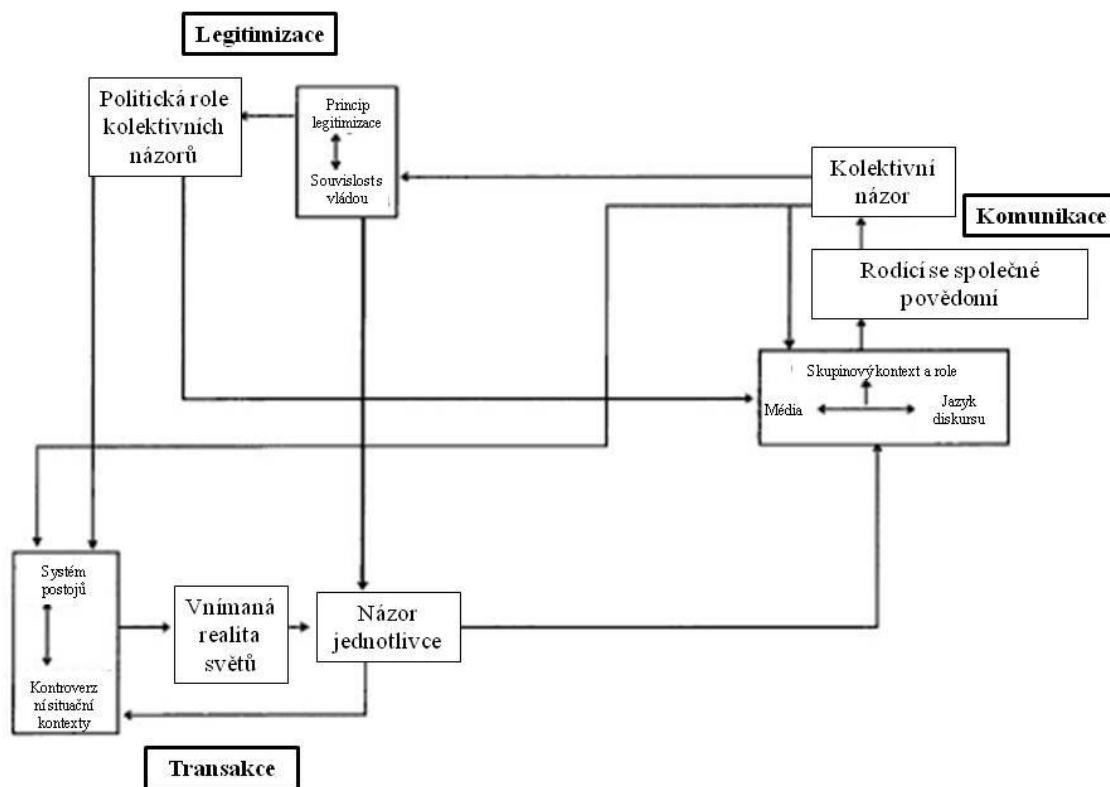 Legitimizace
Politická role
kolektivních
názorů
Princip
legitimizace
Souvislost s
vládou
Kolektivní
názor
Komunikace
Rodící se společné
povědomí
Skupinový kontext a role
Média
Jazyk
diskursu
Systém
postojů
Kontroverz
ní situační
kontexty
Vnímaná
realita
světů
Názor
jednotlivce
Transakce